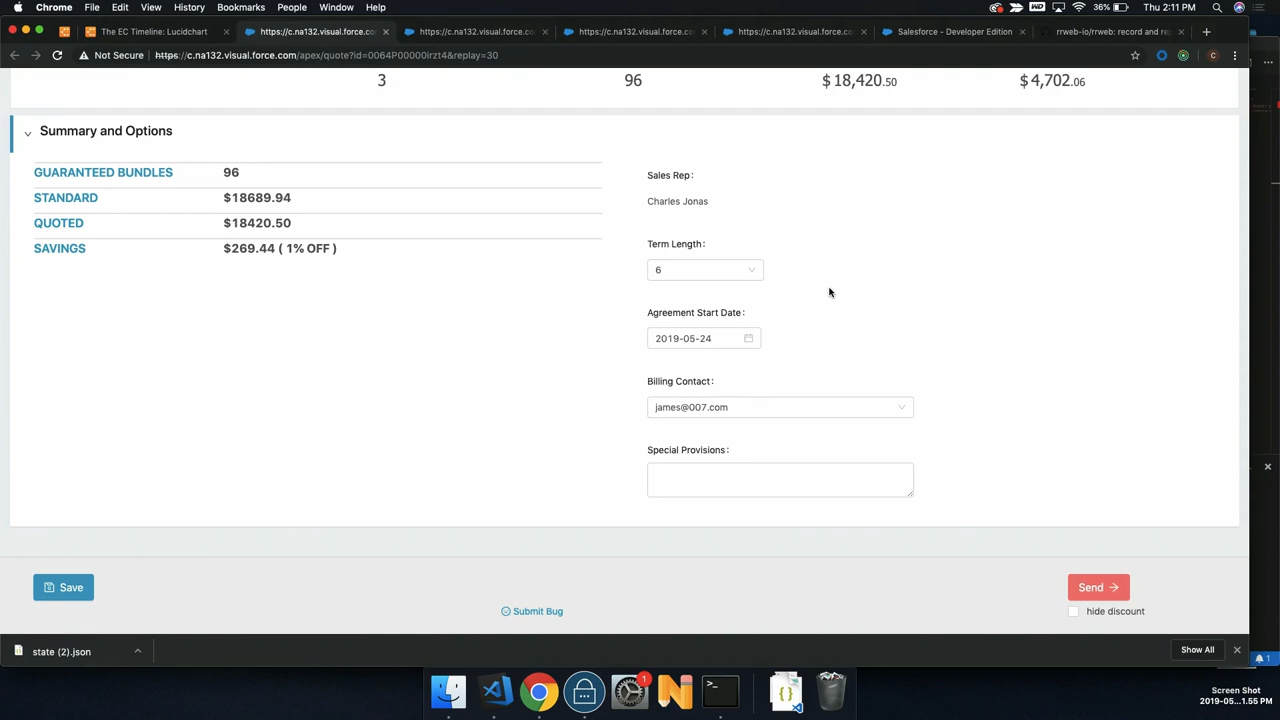 Chrome File Edit View History Bookmarks People Window Help 36% Thu 2:11 PM
The EC Timeline: Lucidchart https://c.na132.visual.force.co https://c.na132.visual.force.co https://c.na132.visual.force.co https://c.na132.visual.force.co Salesforce - Developer Edition rrweb-io/rrweb: record and re
Not Secure https://c.na132.visual.force.com/apex/quote?id=0064P00000irzt4&replay=30 C
3 96 $18,420.50 $4,702.06
Summary and Options
GUARANTEED BUNDLES 96
STANDARD $18689.94
QUOTED $18420.50
SAVINGS $269.44 ( 1% OFF )
Sales Rep:
Charles Jonas
Term Length:
6
Agreement Start Date:
2019-05-24
Billing Contact:
james@007.com
Special Provisions:
Save
Send
Submit Bug
hide discount
state (2).json
Show All
1
1
Screen Shot
2019-05...1.55 PM